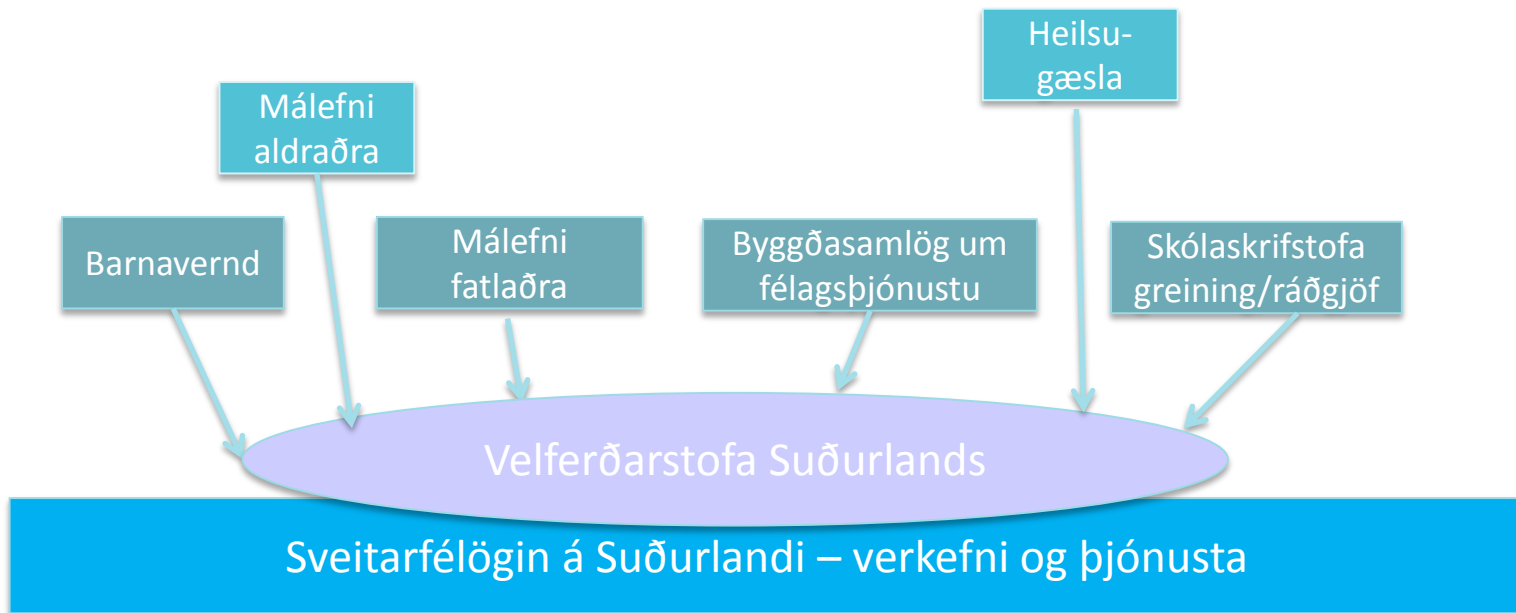 Heilsu-
gæsla
Málefni
aldraðra
Barnavernd
Málefni
fatlaðra
Byggðasamlög um
félagsþjónustu
Skólaskrifstofa
greining/ráðgjöf
Velferðarstofa Suðurlands
Sveitarfélögin á Suðurlandi – verkefni og þjónusta